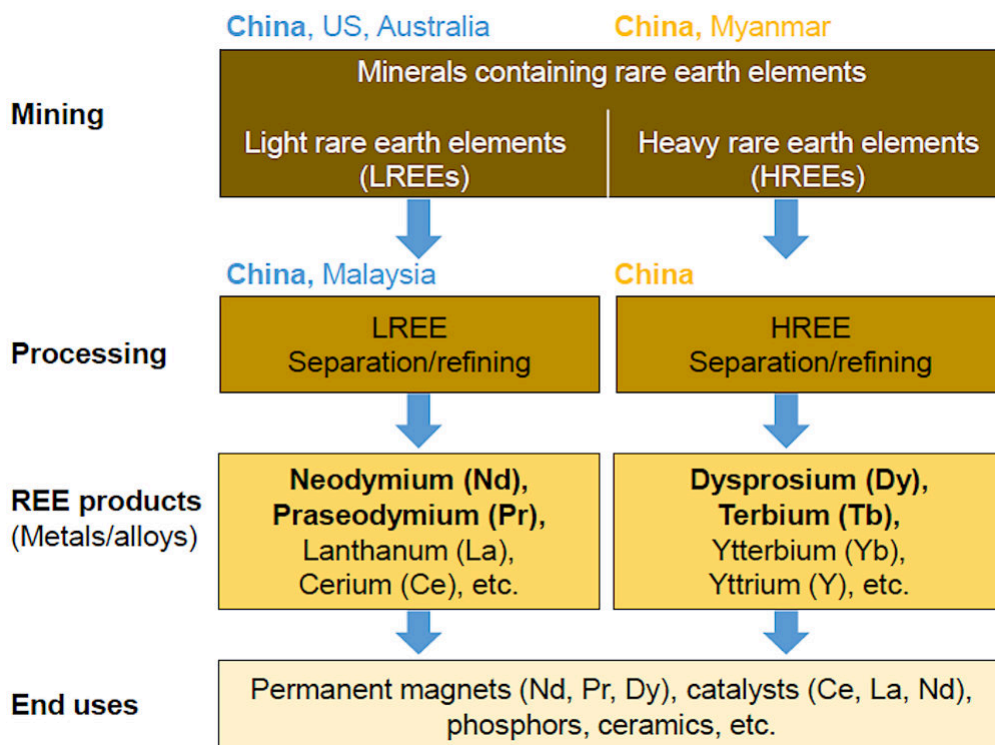 China, US, Australia
China, Myanmar
Mining
Minerals containing rare earth elements
Light rare earth elements
(LREEs)
Heavy rare earth elements
(HREEs)
China, Malaysia
China
Processing
LREE
Separation/refining
HREE
Separation/refining
REE products
(Metals/alloys)
Neodymium (Nd),
Praseodymium (Pr),
Lanthanum (La),
Cerium (Ce), etc.
Dysprosium (Dy),
Terbium (Tb),
Ytterbium (Yb),
Yttrium (Y), etc.
End uses
Permanent magnets (Nd, Pr, Dy), catalysts (Ce, La, Nd),
phosphors, ceramics, etc.